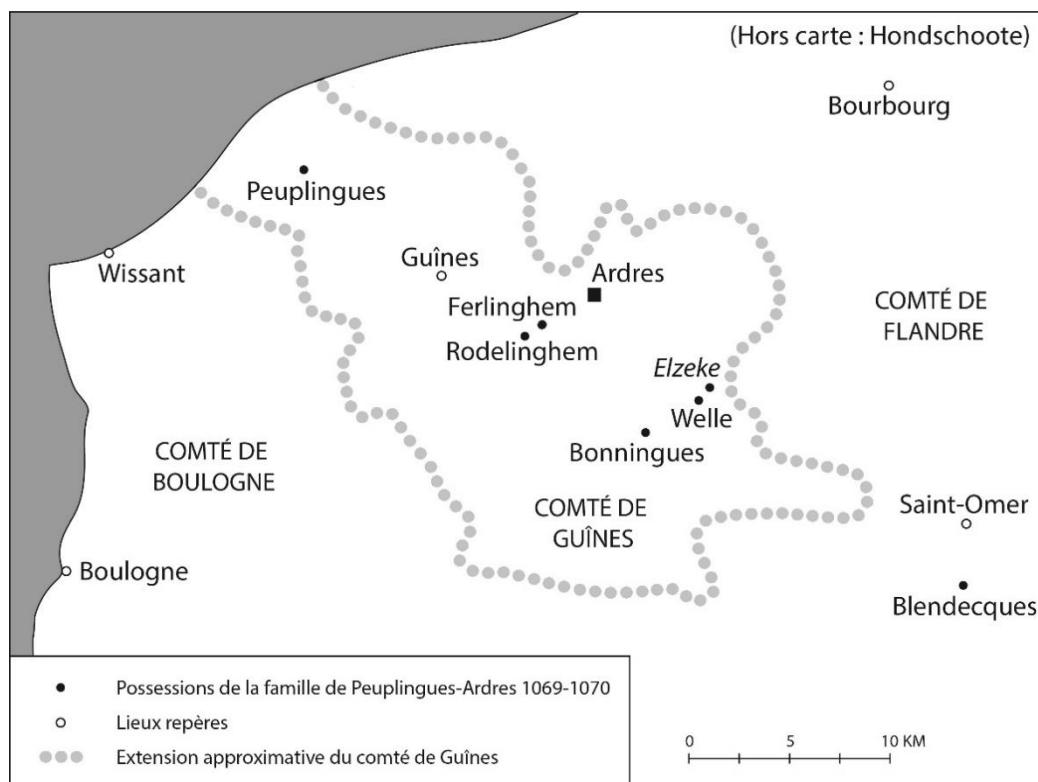 (Hors carte : Hondschoote)
Bourbourg
Peuplingues
Wissant
Guînes
Ardres
Ferlinghem
Rodelinghem
COMTÉ DE
FLANDRE
Elzeke
Welle
Bonningues
COMTÉ DE
BOULOGNE
COMTÉ DE
GUÎNES
Saint-Omer
Boulogne
Blendecques
Possessions de la famille de Peuplingues-Ardres 1069-1070
Lieux repères
Extension approximative du comté de Guînes
0 5 10 KM